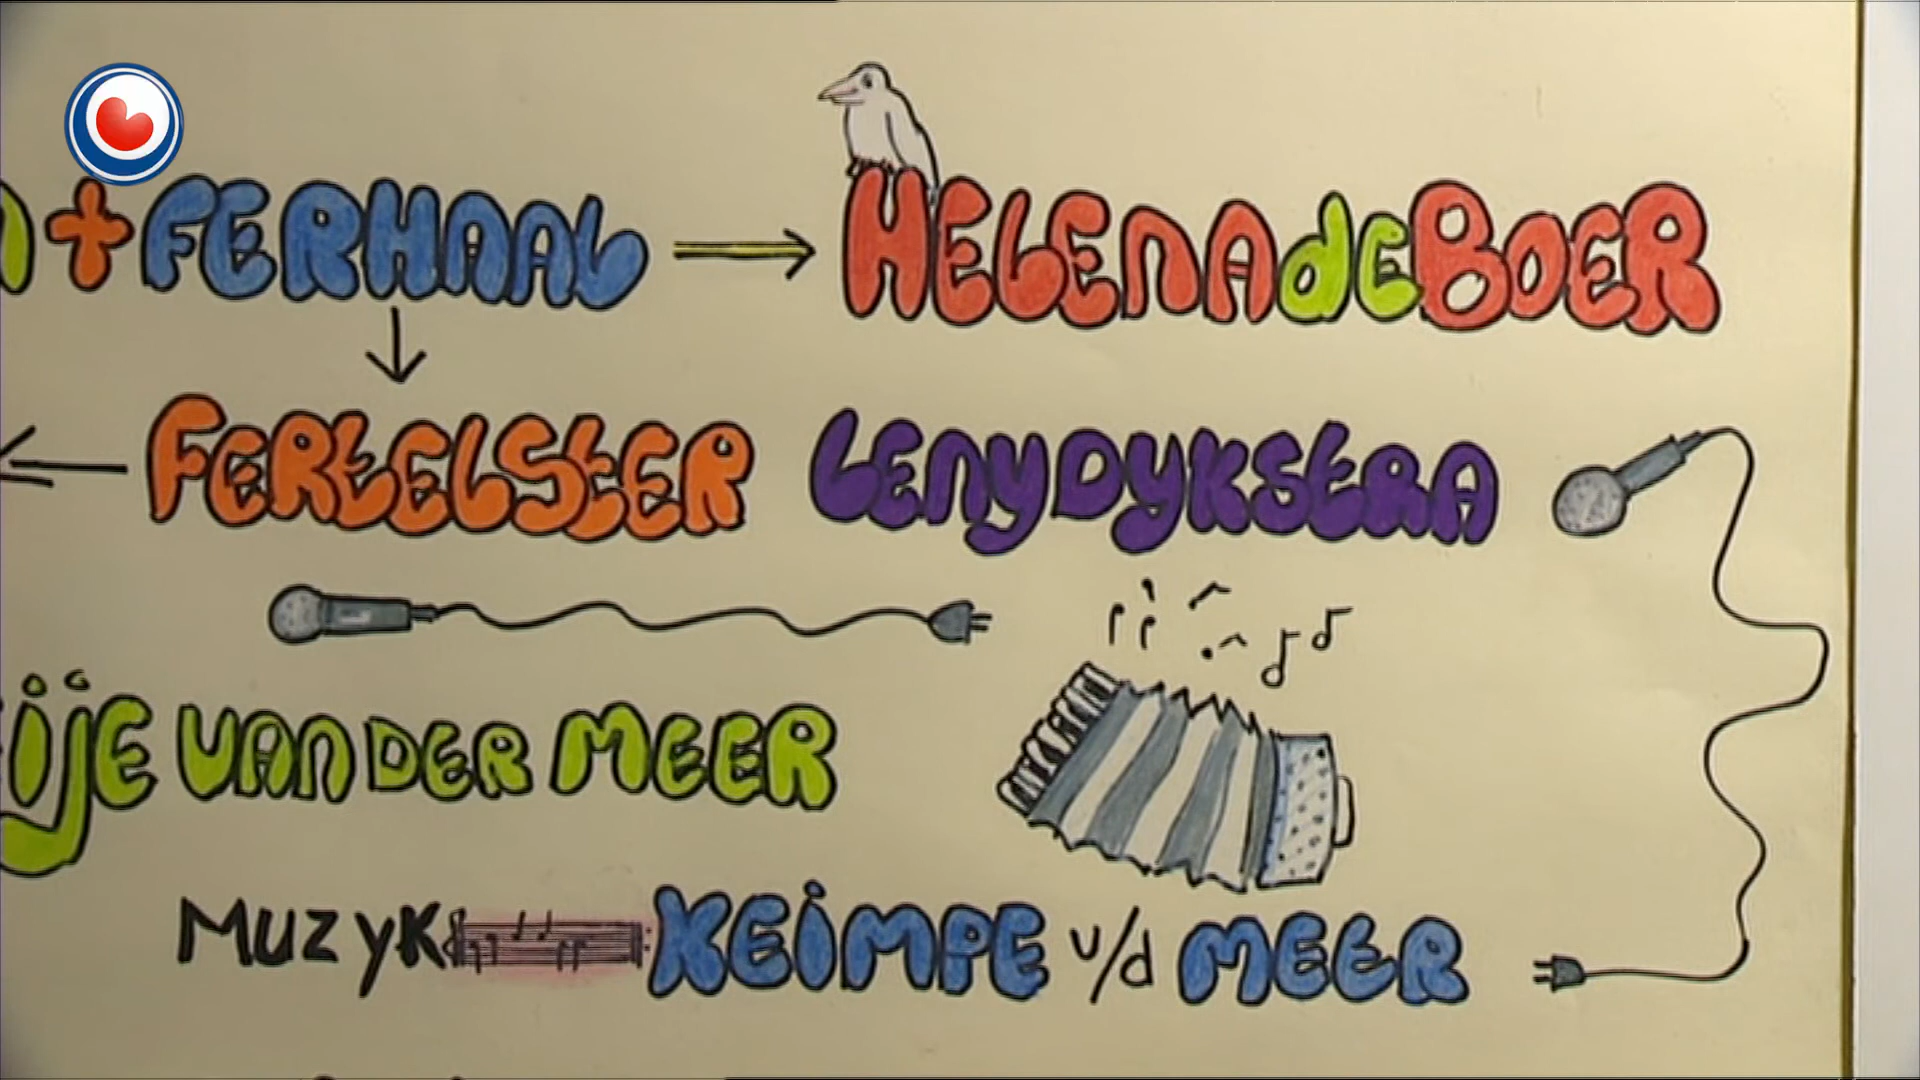 + FERHAAL → HELENA de BOER
FERTELSTER LENY DYKSTRA
IJE VAN DER MEER
MUZYK KEIMPE v/d MEER